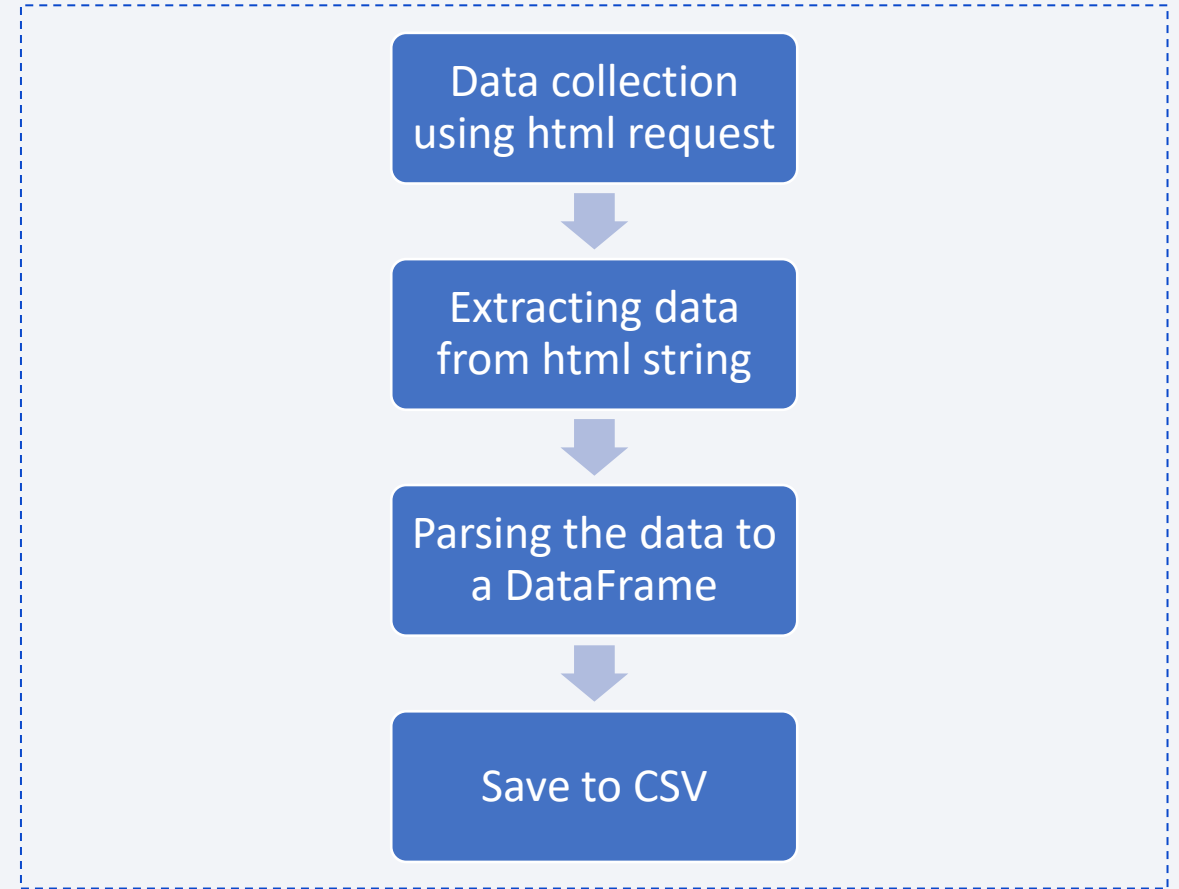 Data collection
using html request
Extracting data
from html string
Parsing the data to
a DataFrame
Save to CSV